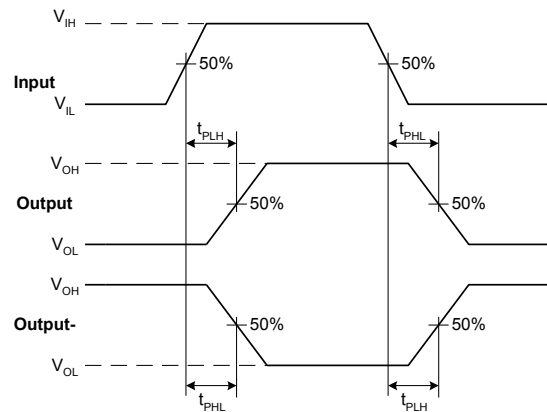 VIH
50% 50%
Input
VIL
tPLH tPHL
VOH
Output 50% 50%
VOL
VOH
Output- 50% 50%
VOL
tPHL tPLH